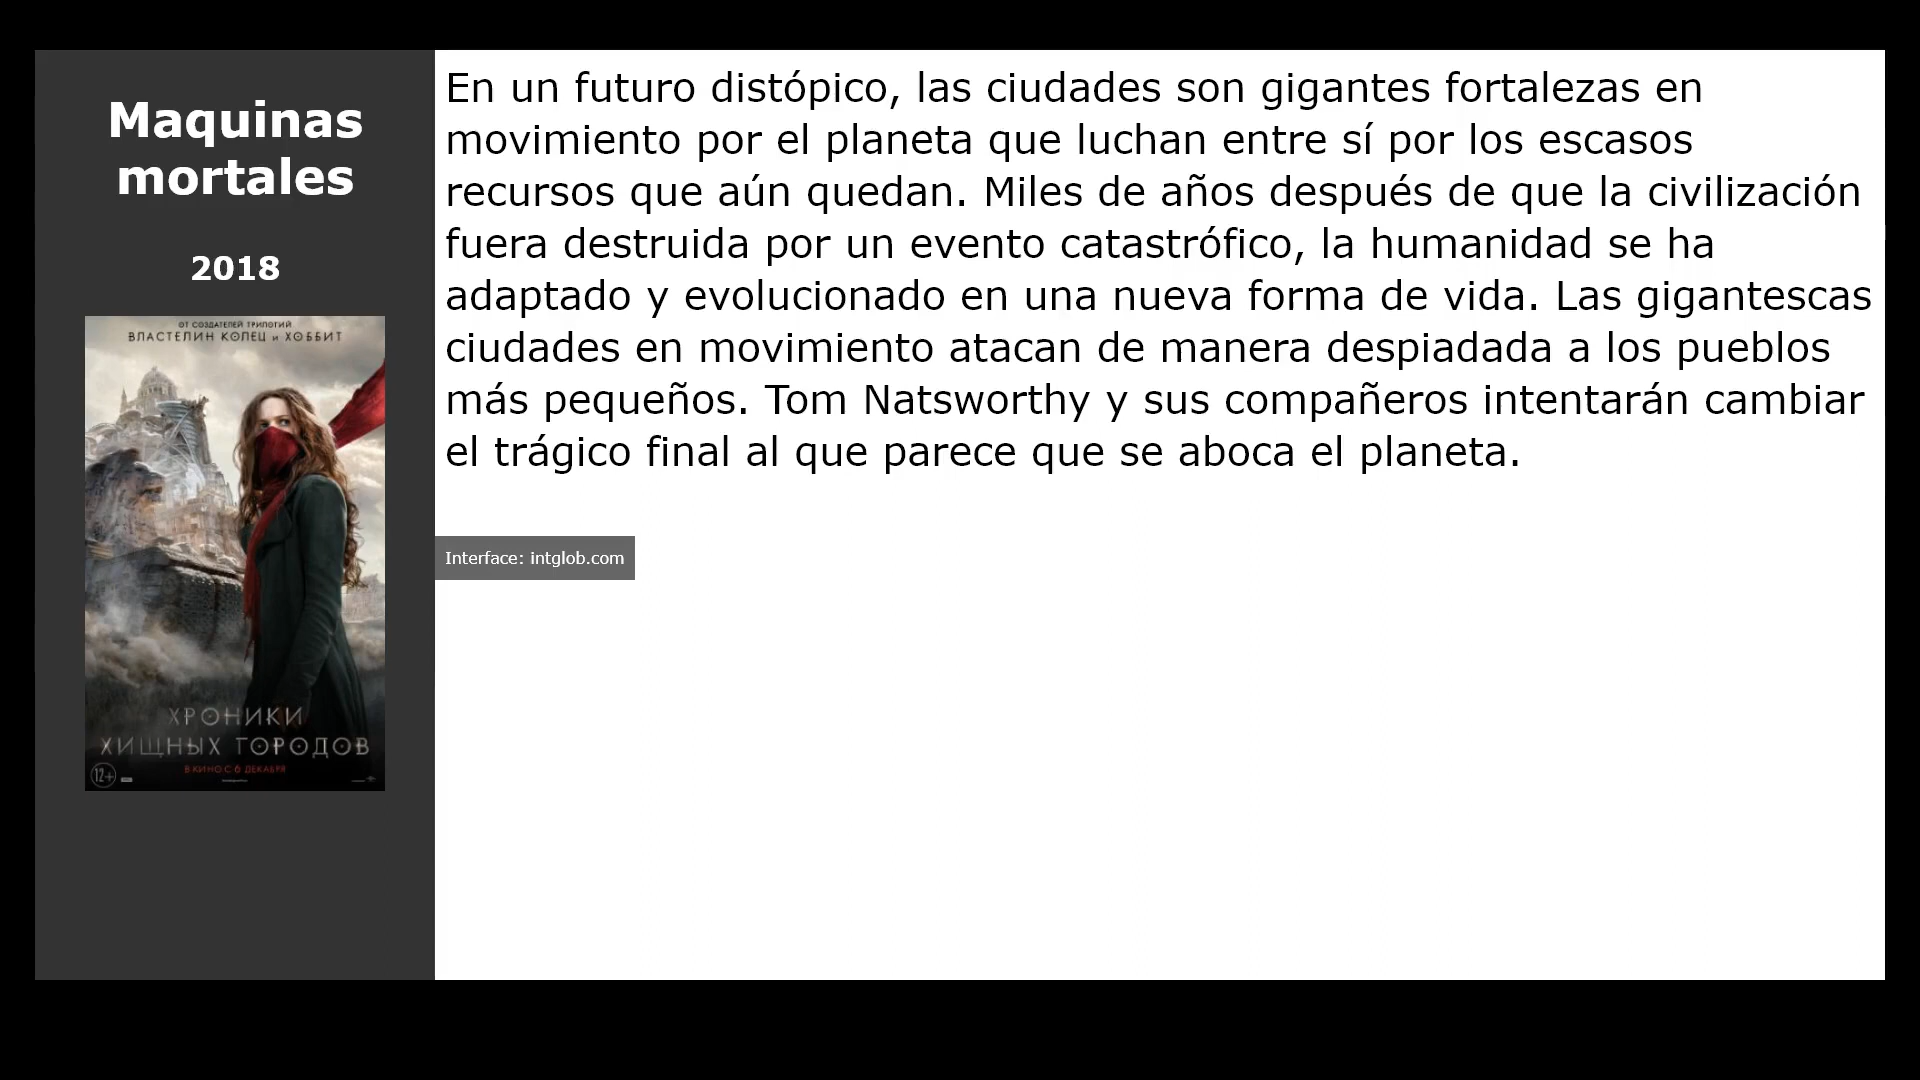 Maquinas
mortales
2018
ОТ СОЗДАТЕЛЕЙ ТРИЛОГИЙ
ВЛАСТЕЛИН КОЛЕЦ и ХОББИТ
ХРОНИКИ
ХИЩНЫХ ГОРОДОВ
В КИНО С 6 ДЕКАБРЯ
12+
En un futuro distópico, las ciudades son gigantes fortalezas en
movimiento por el planeta que luchan entre sí por los escasos
recursos que aún quedan. Miles de años después de que la civilización
fuera destruida por un evento catastrófico, la humanidad se ha
adaptado y evolucionado en una nueva forma de vida. Las gigantescas
ciudades en movimiento atacan de manera despiadada a los pueblos
más pequeños. Tom Natsworthy y sus compañeros intentarán cambiar
el trágico final al que parece que se aboca el planeta.
Interface: intglob.com